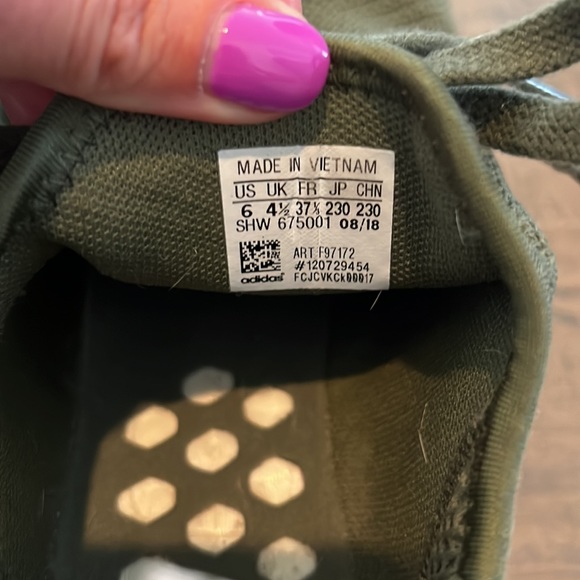 MADE IN VIETNAM
US UK FR JP CHN
6 4½ 37⅓ 230 230
SHW 675001 08/18
ART F97172
#120729454
adidas FCJCVKCk00017